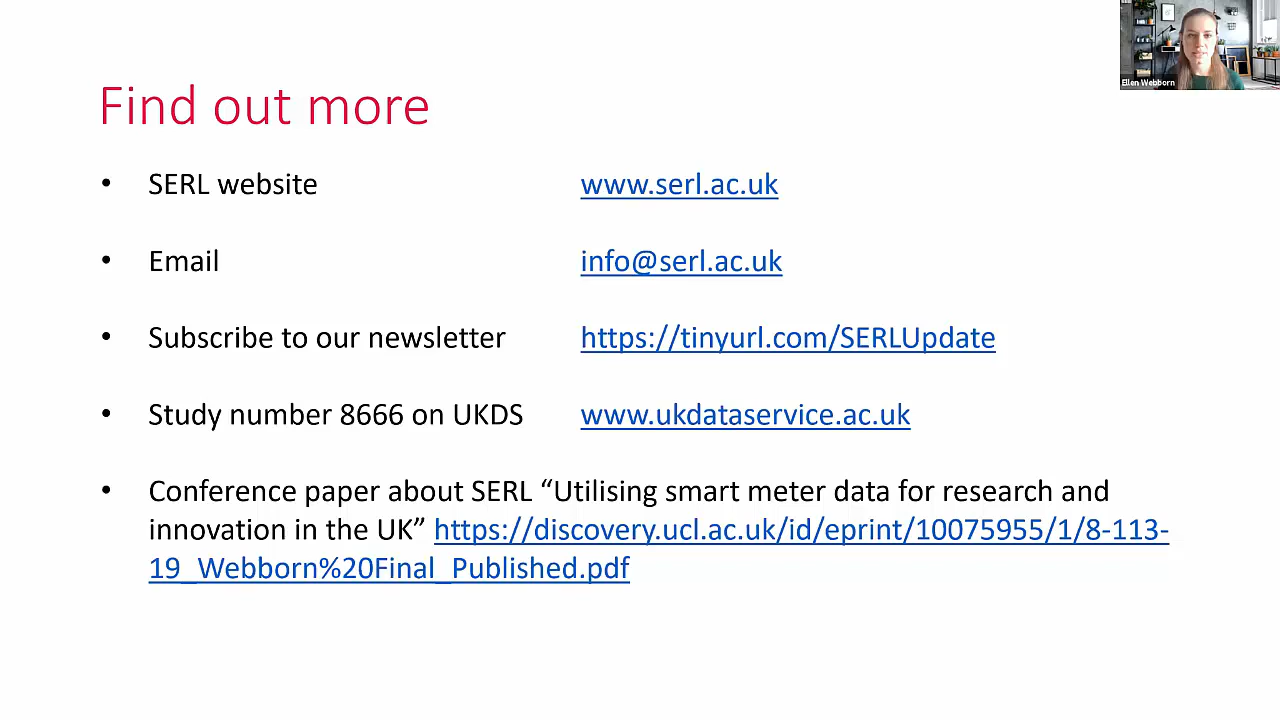 Ellen Webborn
Find out more
• SERL website www.serl.ac.uk
• Email info@serl.ac.uk
• Subscribe to our newsletter https://tinyurl.com/SERLUpdate
• Study number 8666 on UKDS www.ukdataservice.ac.uk
• Conference paper about SERL “Utilising smart meter data for research and
innovation in the UK” https://discovery.ucl.ac.uk/id/eprint/10075955/1/8-113-
19_Webborn%20Final_Published.pdf